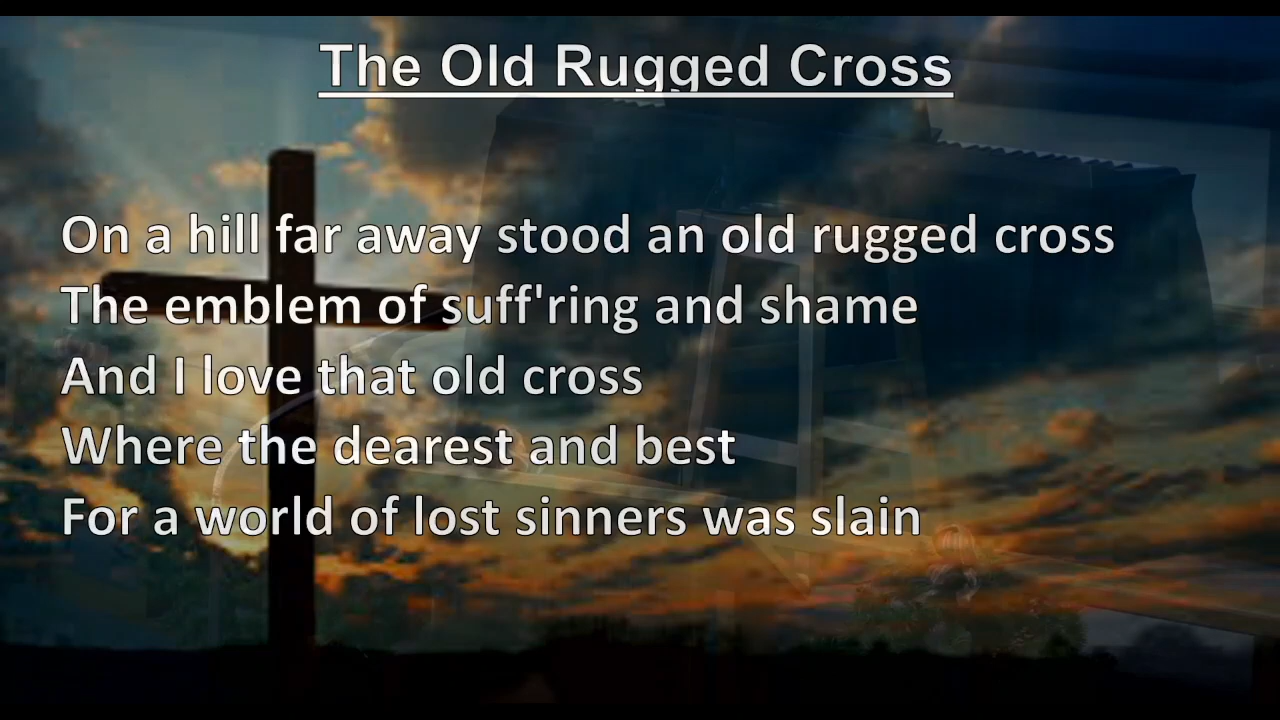 The Old Rugged Cross
On a hill far away stood an old rugged cross
The emblem of suff'ring and shame
And I love that old cross
Where the dearest and best
For a world of lost sinners was slain